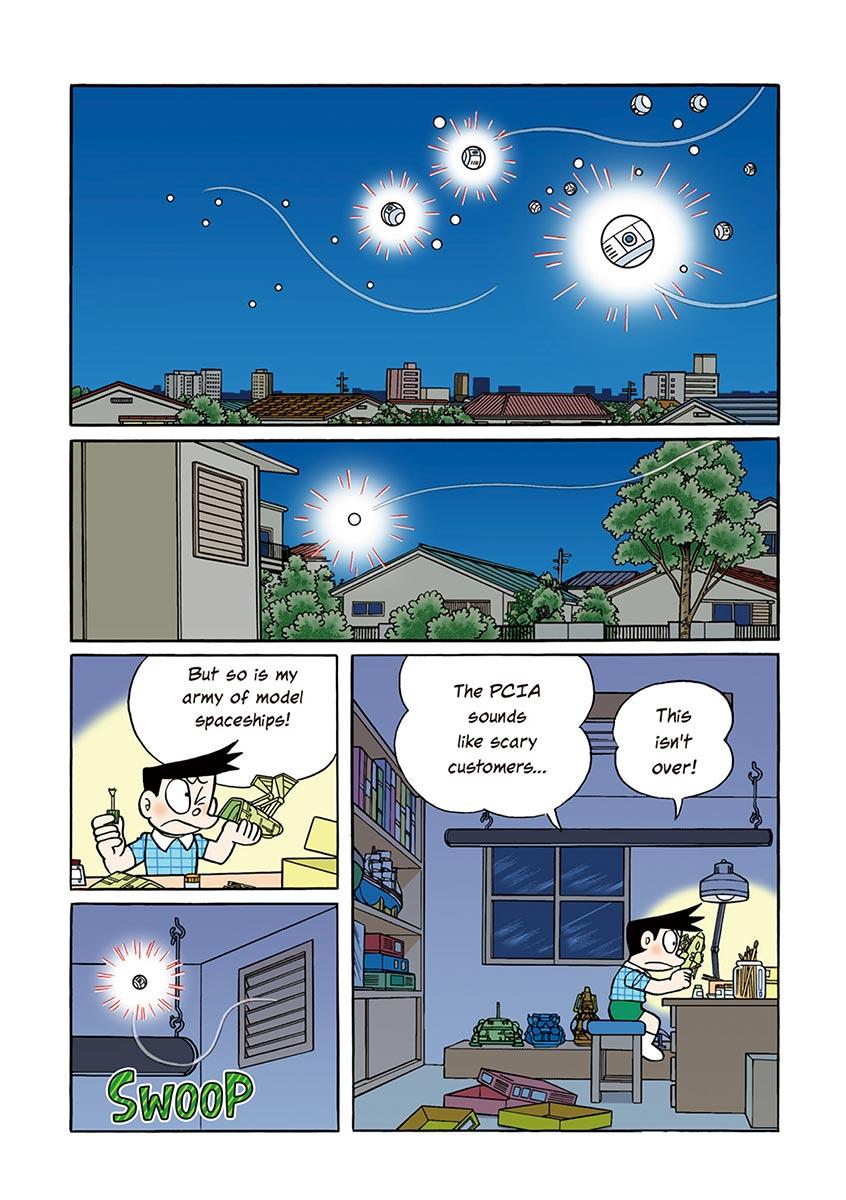 This
isn't
over!
The PCIA
sounds
like scary
customers...
But so is my
army of model
spaceships!
SWOOP